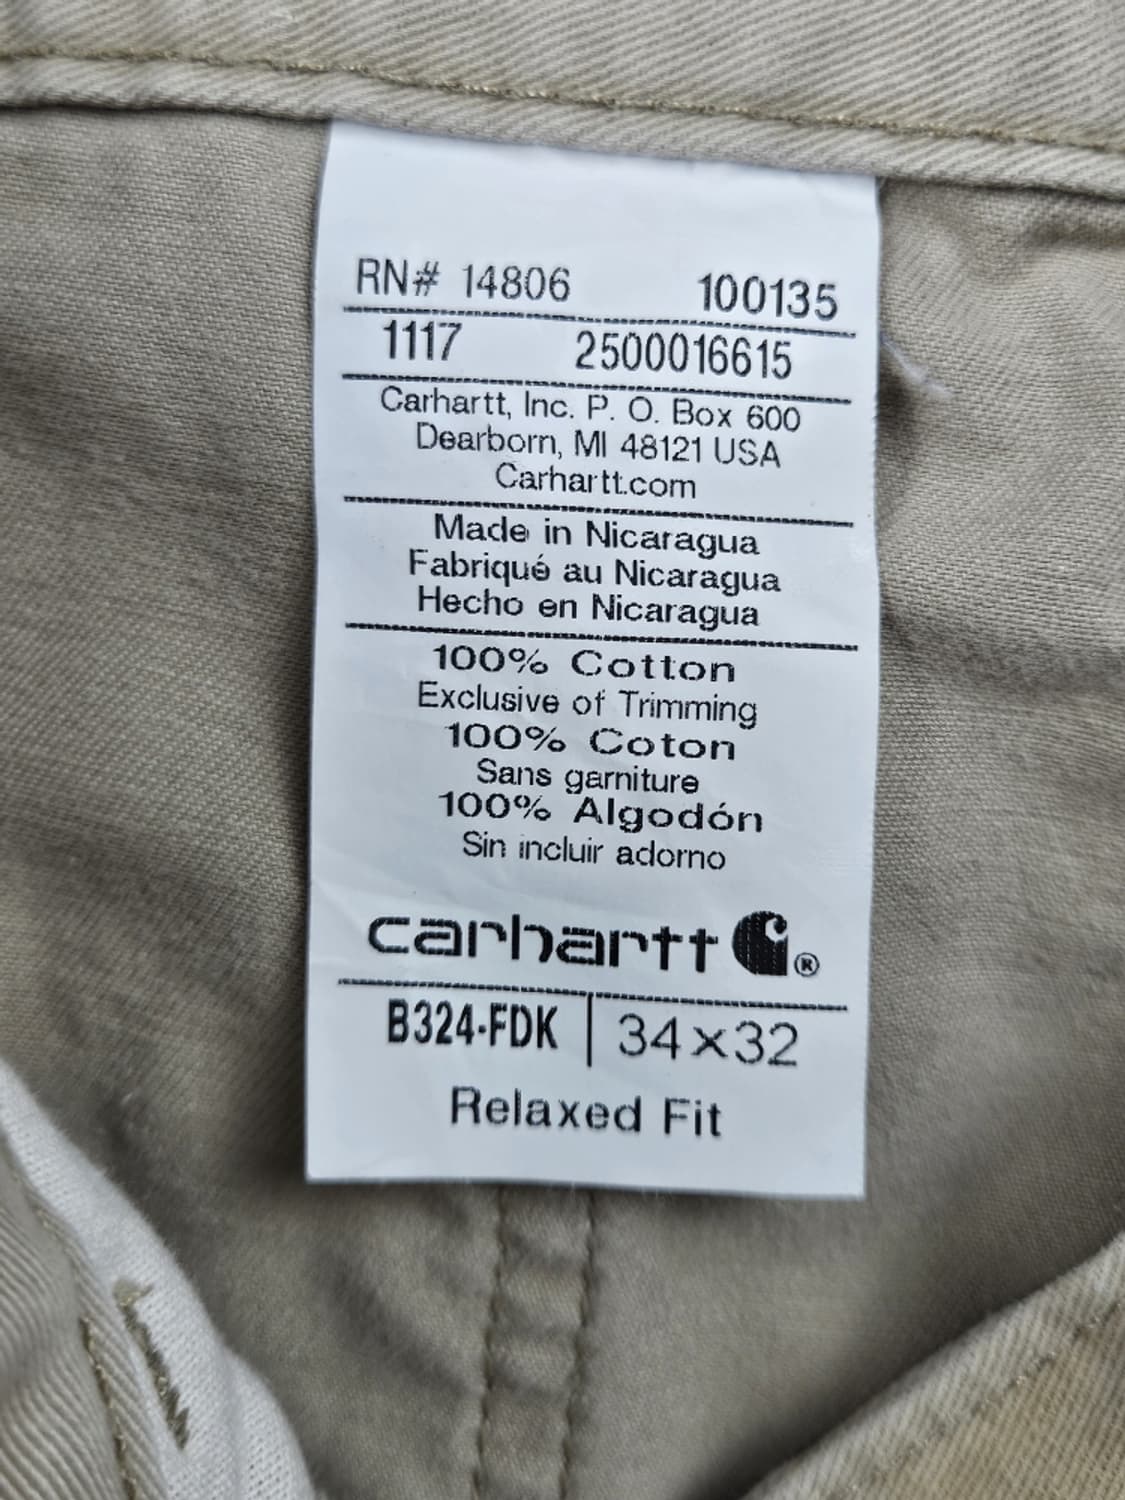 RN# 14806 100135
1117 2500016615
Carhartt, Inc. P. O. Box 600
Dearborn, MI 48121 USA
Carhartt.com
Made in Nicaragua
Fabriqué au Nicaragua
Hecho en Nicaragua
100% Cotton
Exclusive of Trimming
100% Coton
Sans garniture
100% Algodón
Sin incluir adorno
carhartt ®
B324-FDK | 34x32
Relaxed Fit